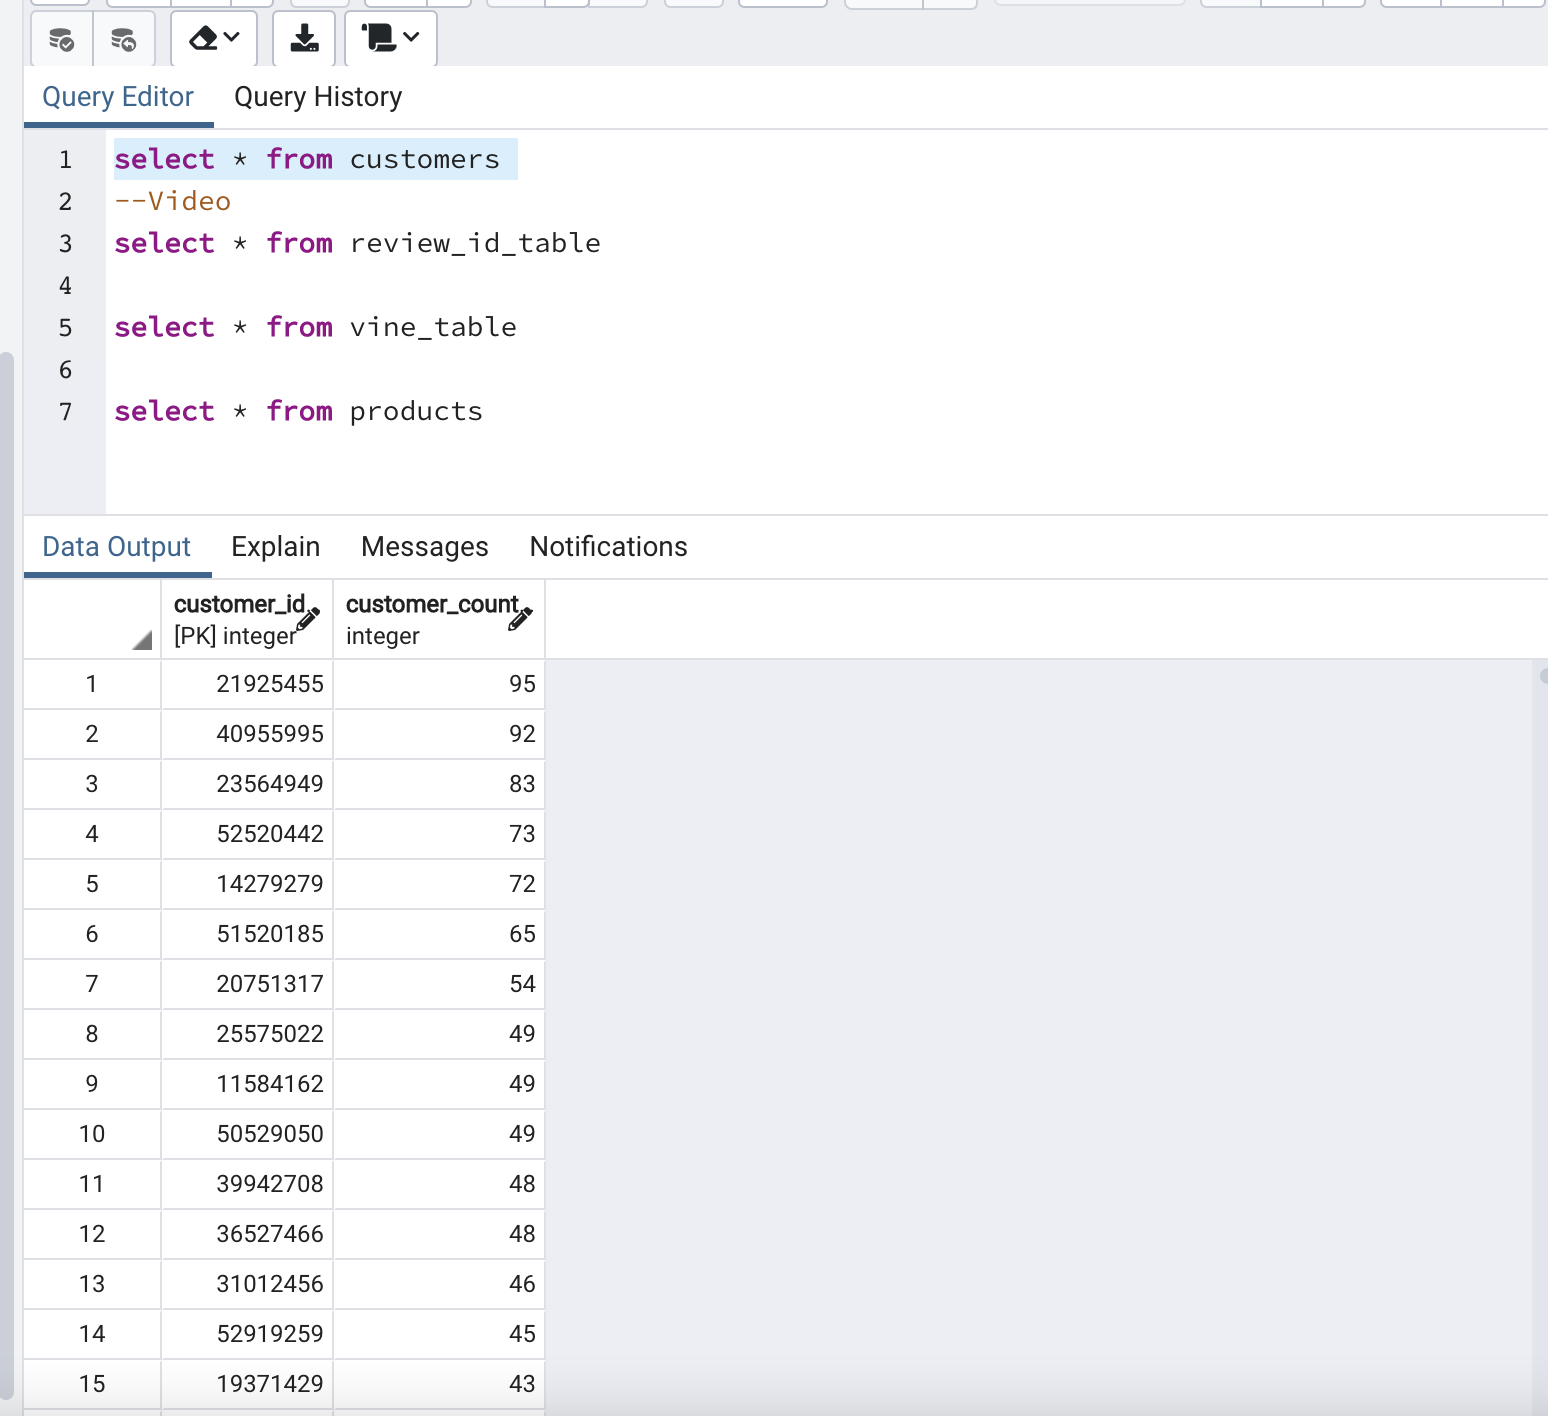 Query Editor Query History
1 select * from customers
2 --Video
3 select * from review_id_table
4
5 select * from vine_table
6
7 select * from products
Data Output Explain Messages Notifications
customer_id customer_count
[PK] integer integer
1 21925455 95
2 40955995 92
3 23564949 83
4 52520442 73
5 14279279 72
6 51520185 65
7 20751317 54
8 25575022 49
9 11584162 49
10 50529050 49
11 39942708 48
12 36527466 48
13 31012456 46
14 52919259 45
15 19371429 43